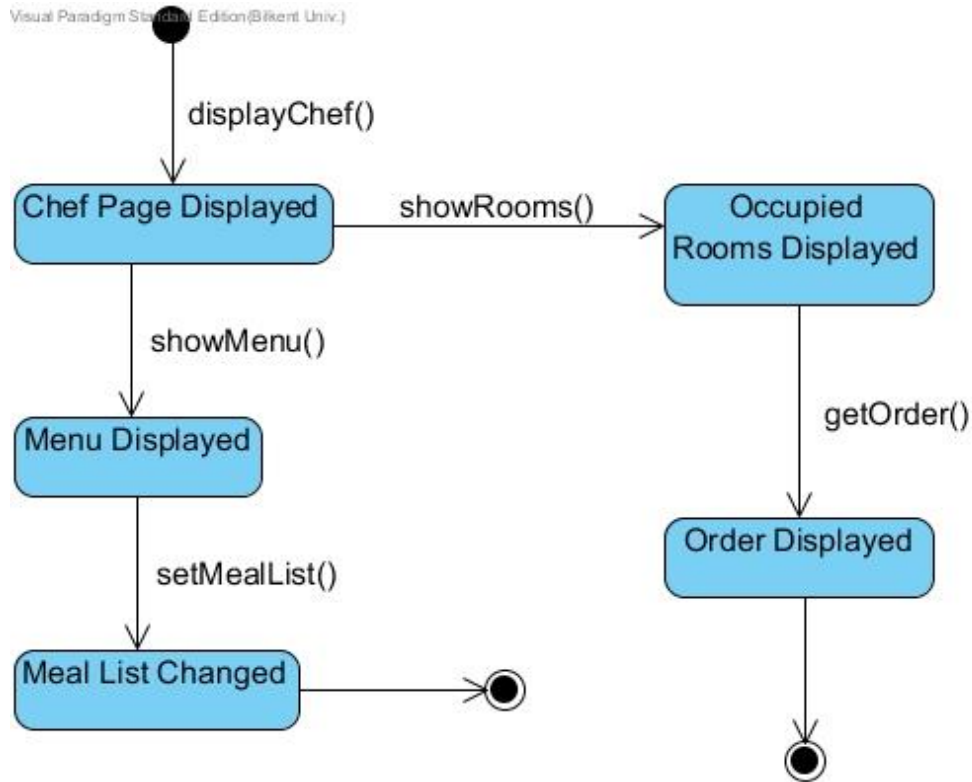 Visual Paradigm Standard Edition(Bilkent Univ.)
displayChef()
Chef Page Displayed
showRooms()
Occupied
Rooms Displayed
showMenu()
getOrder()
Menu Displayed
Order Displayed
setMealList()
Meal List Changed